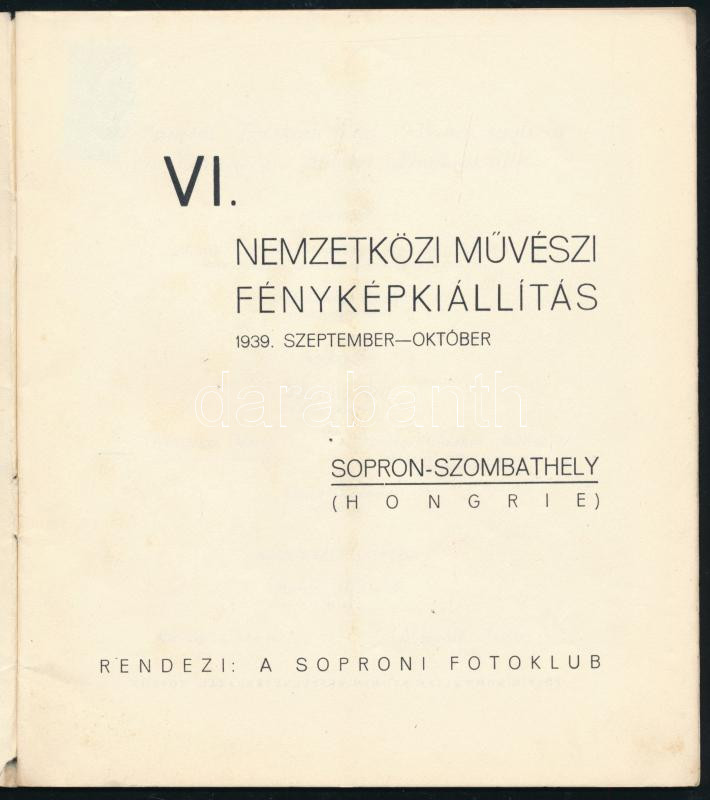 VI.
NEMZETKÖZI MŰVÉSZI
FÉNYKÉPKIÁLLÍTÁS
1939. SZEPTEMBER—OKTÓBER
darabanth
SOPRON-SZOMBATHELY
(HONGRIE)
RENDEZI: A SOPRONI FOTOKLUB